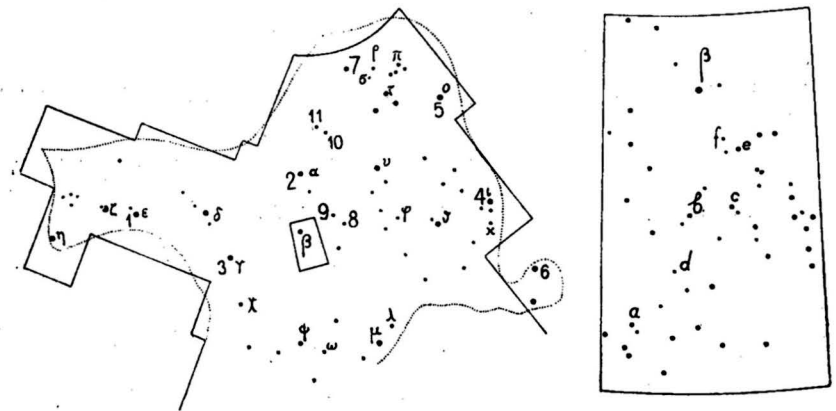 7 ρ π
σ
τ
5 ο
11
10
2 α
υ
4 ι
ζ 1 ε δ
9 8 φ ϑ
κ
η
β
3 γ
6
χ
ψ ω μ λ
β
f e
b c
d
a